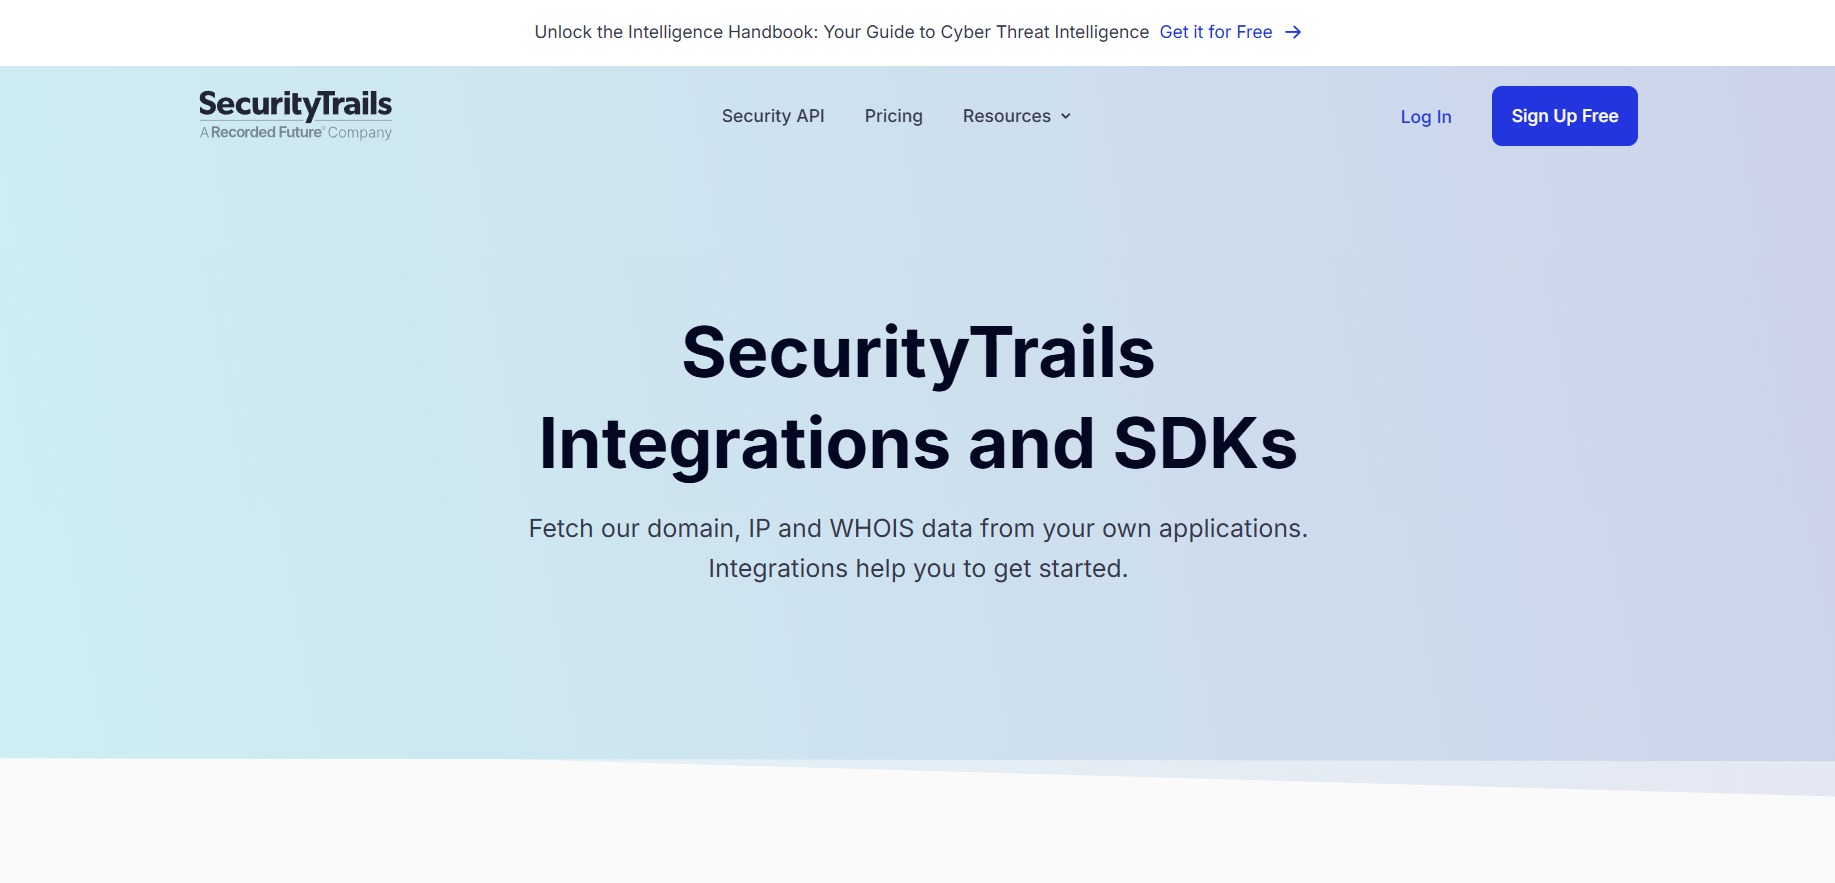 Unlock the Intelligence Handbook: Your Guide to Cyber Threat Intelligence Get it for Free →
SecurityTrails
A Recorded Future® Company
Security API
Pricing
Resources
Log In
Sign Up Free
SecurityTrails
Integrations and SDKs
Fetch our domain, IP and WHOIS data from your own applications.
Integrations help you to get started.